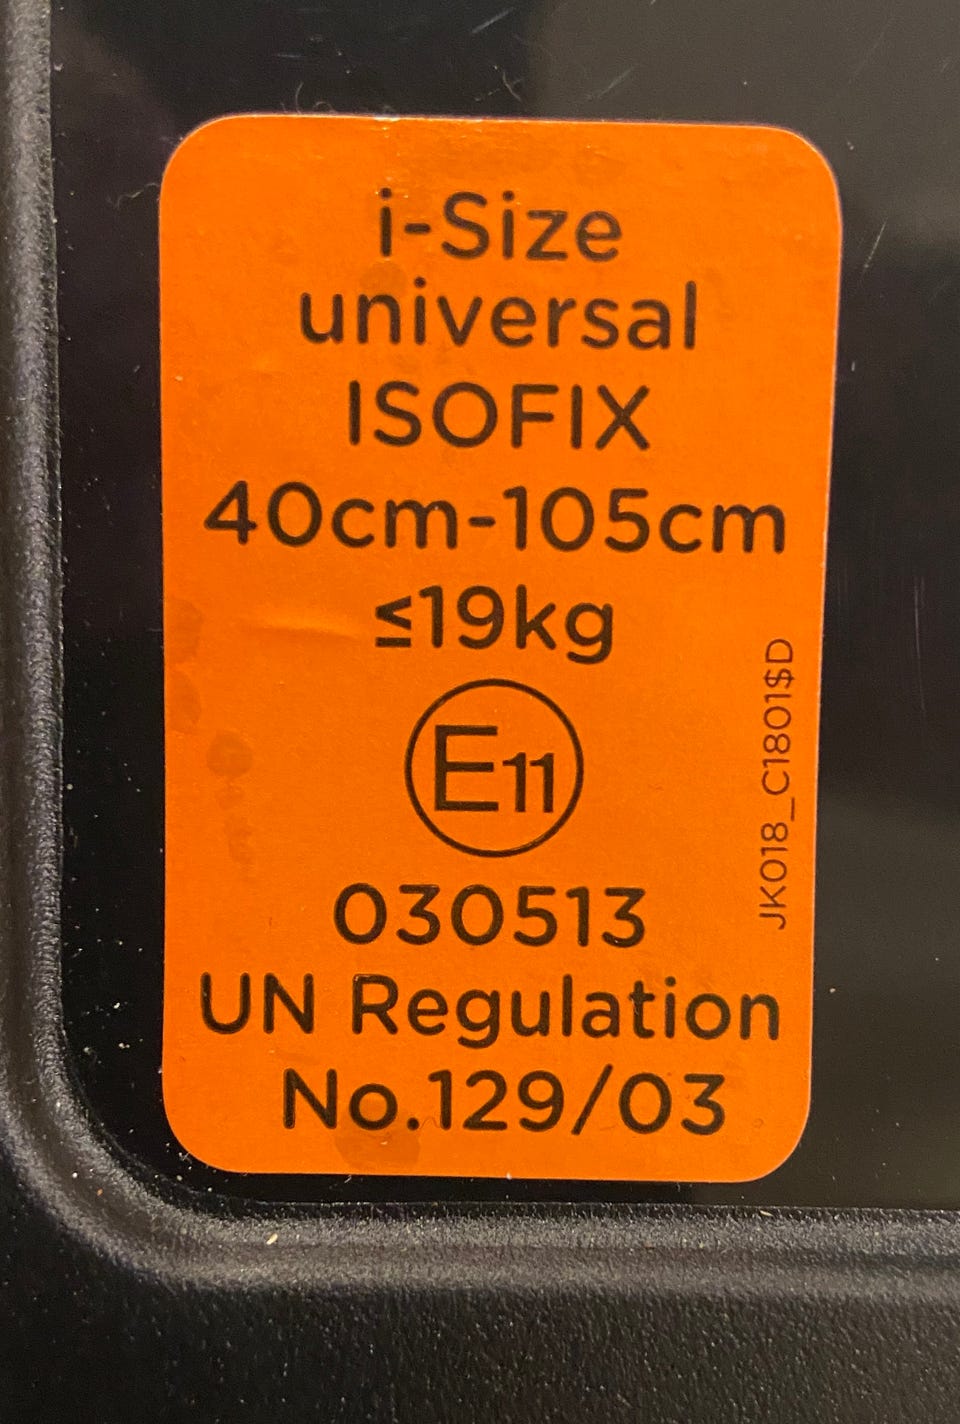 i-Size
universal
ISOFIX
40cm-105cm
≤19kg
E11
030513
UN Regulation
No.129/03
JK018_C1801$D